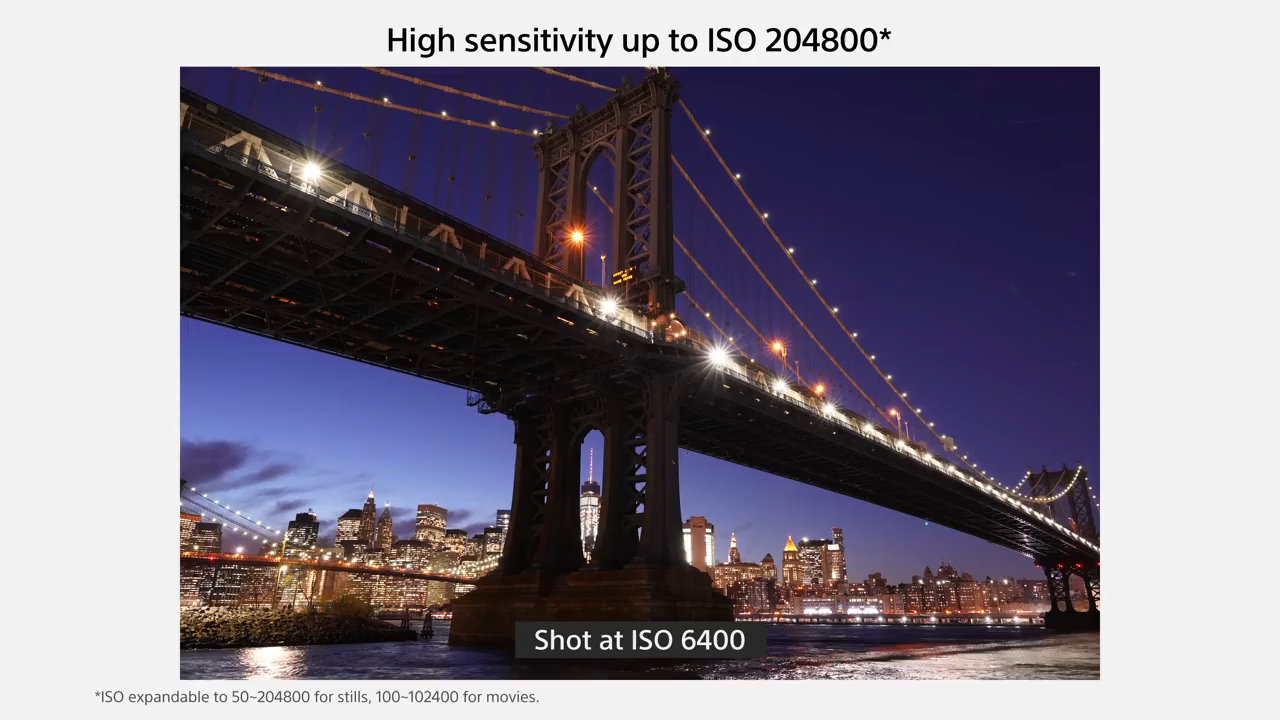 High sensitivity up to ISO 204800*
Shot at ISO 6400
*ISO expandable to 50~204800 for stills, 100~102400 for movies.